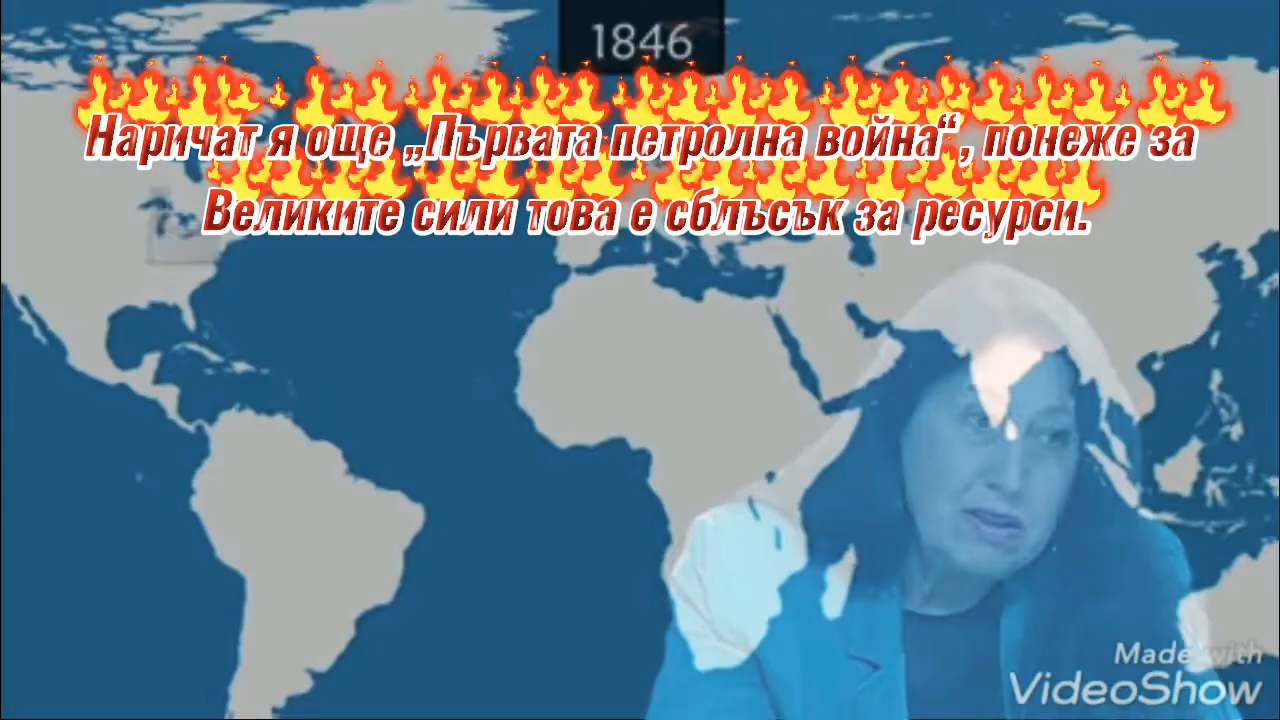 1846
Наричат я още „Първата петролна война“, понеже за
Великите сили това е сблъсък за ресурси.
Made with
VideoShow